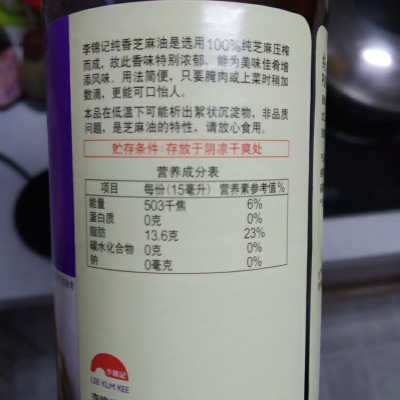 李锦记纯香芝麻油是选用100%纯芝麻压榨
而成，故此香味特别浓郁，能为美味佳肴增
添风味。用法简便，只要腌肉或上菜时稍加
数滴，更能可口怡人。
本品在低温下可能析出絮状沉淀物，非品质
问题，是芝麻油的特性、请放心食用。
贮存条件：存放于阴凉干爽处
营养成分表
项目 每份(15毫升) 营养素参考值%
能量 503千焦 6%
蛋白质 0克 0%
脂肪 13.6克 23%
碳水化合物 0克 0%
钠 0毫克 0%
李錦記
LEE KUM KEE